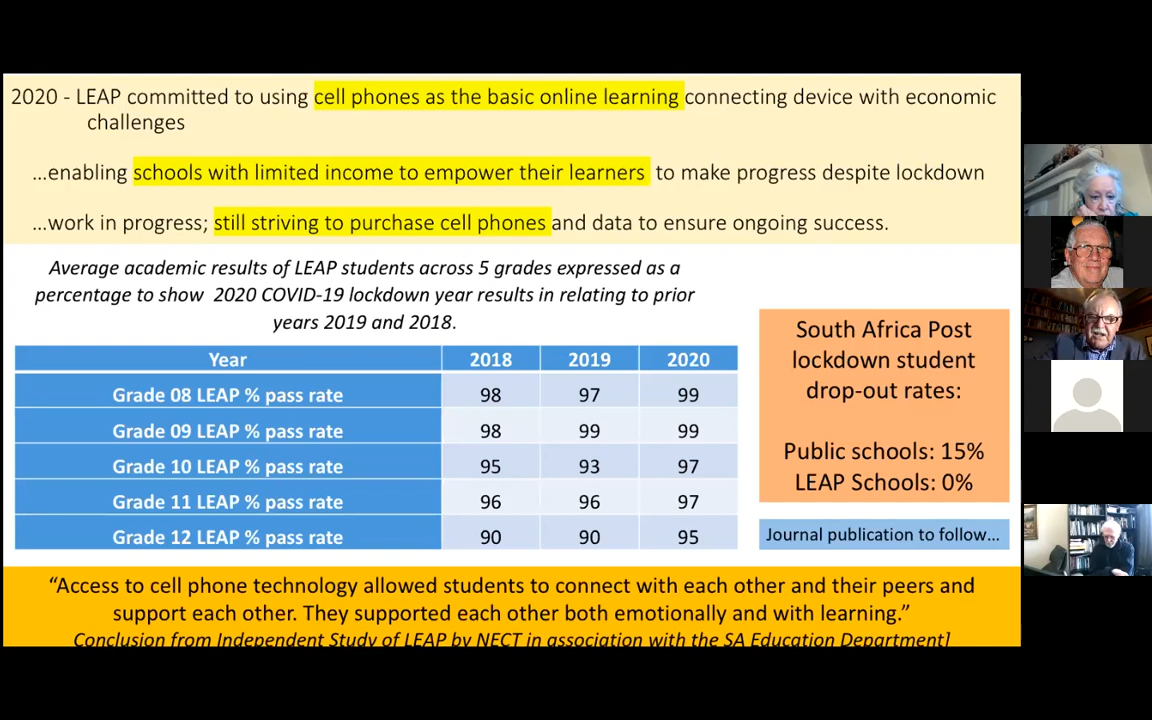 2020 - LEAP committed to using cell phones as the basic online learning connecting device with economic
challenges
...enabling schools with limited income to empower their learners to make progress despite lockdown
...work in progress; still striving to purchase cell phones and data to ensure ongoing success.
Average academic results of LEAP students across 5 grades expressed as a
percentage to show 2020 COVID-19 lockdown year results in relating to prior
years 2019 and 2018.
Year 2018 2019 2020
Grade 08 LEAP % pass rate 98 97 99
Grade 09 LEAP % pass rate 98 99 99
Grade 10 LEAP % pass rate 95 93 97
Grade 11 LEAP % pass rate 96 96 97
Grade 12 LEAP % pass rate 90 90 95
South Africa Post
lockdown student
drop-out rates:
Public schools: 15%
LEAP Schools: 0%
Journal publication to follow...
“Access to cell phone technology allowed students to connect with each other and their peers and
support each other. They supported each other both emotionally and with learning.”
Conclusion from Independent Study of LEAP by NECT in association with the SA Education Department]